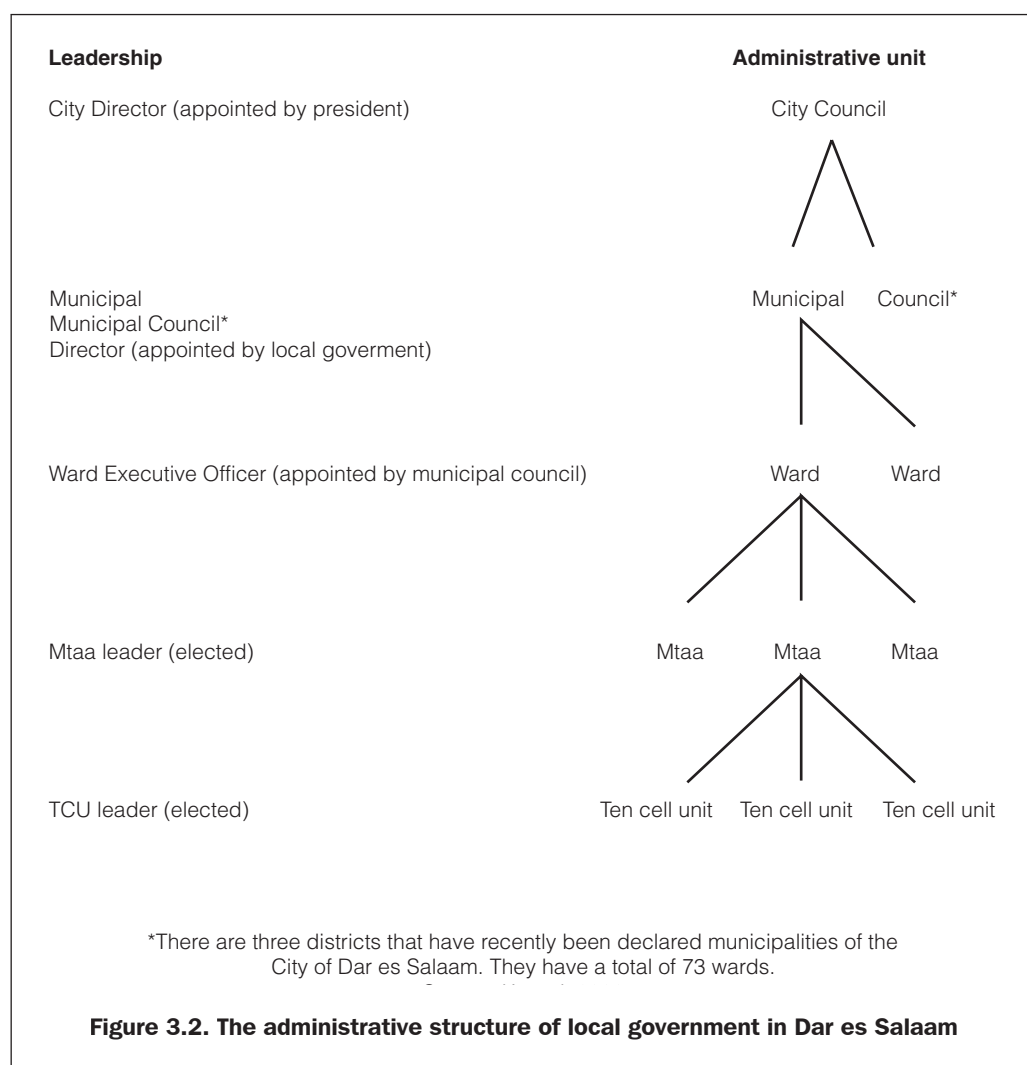 Leadership Administrative unit
City Director (appointed by president) City Council
Municipal Municipal Council*
Municipal Council*
Director (appointed by local goverment)
Ward Executive Officer (appointed by municipal council) Ward Ward
Mtaa leader (elected) Mtaa Mtaa Mtaa
TCU leader (elected) Ten cell unit Ten cell unit Ten cell unit
*There are three districts that have recently been declared municipalities of the
City of Dar es Salaam. They have a total of 73 wards.
Figure 3.2. The administrative structure of local government in Dar es Salaam